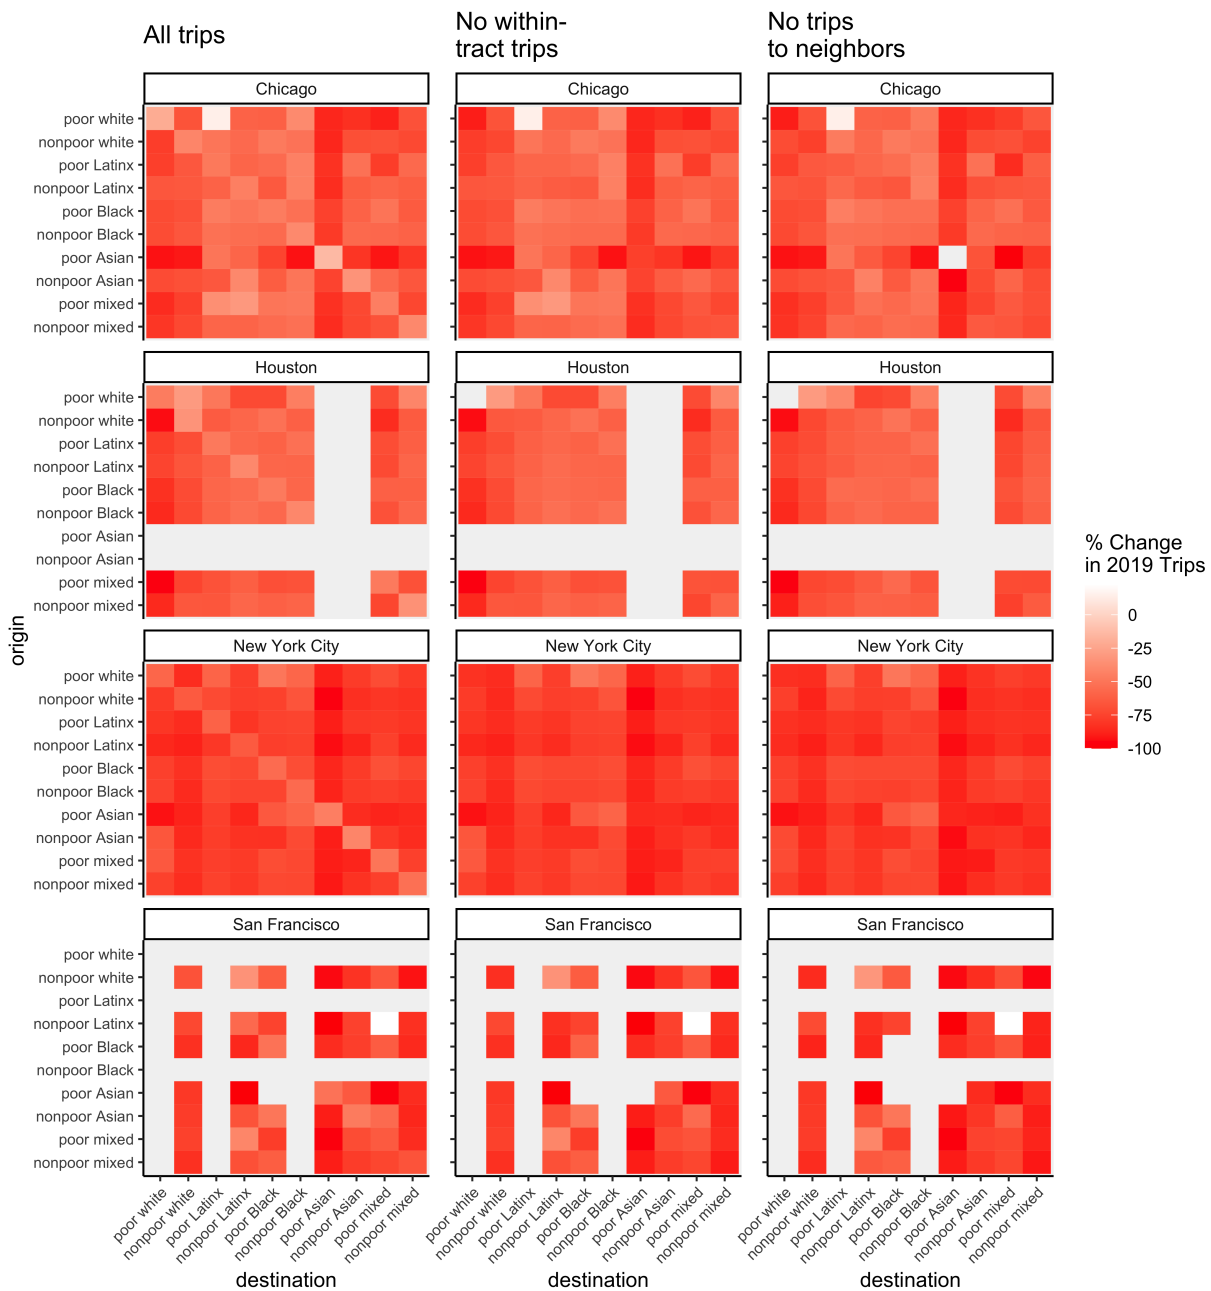 All trips
No within-
tract trips
No trips
to neighbors
Chicago
Chicago
Chicago
poor white
nonpoor white
poor Latinx
nonpoor Latinx
poor Black
nonpoor Black
poor Asian
nonpoor Asian
poor mixed
nonpoor mixed
Houston
Houston
Houston
poor white
nonpoor white
poor Latinx
nonpoor Latinx
poor Black
nonpoor Black
poor Asian
nonpoor Asian
poor mixed
nonpoor mixed
origin
% Change
in 2019 Trips
0
-25
-50
-75
-100
New York City
New York City
New York City
poor white
nonpoor white
poor Latinx
nonpoor Latinx
poor Black
nonpoor Black
poor Asian
nonpoor Asian
poor mixed
nonpoor mixed
San Francisco
San Francisco
San Francisco
poor white
nonpoor white
poor Latinx
nonpoor Latinx
poor Black
nonpoor Black
poor Asian
nonpoor Asian
poor mixed
nonpoor mixed
poor white
nonpoor white
poor Latinx
nonpoor Latinx
poor Black
nonpoor Black
poor Asian
nonpoor Asian
poor mixed
nonpoor mixed
poor white
nonpoor white
poor Latinx
nonpoor Latinx
poor Black
nonpoor Black
poor Asian
nonpoor Asian
poor mixed
nonpoor mixed
poor white
nonpoor white
poor Latinx
nonpoor Latinx
poor Black
nonpoor Black
poor Asian
nonpoor Asian
poor mixed
nonpoor mixed
destination
destination
destination